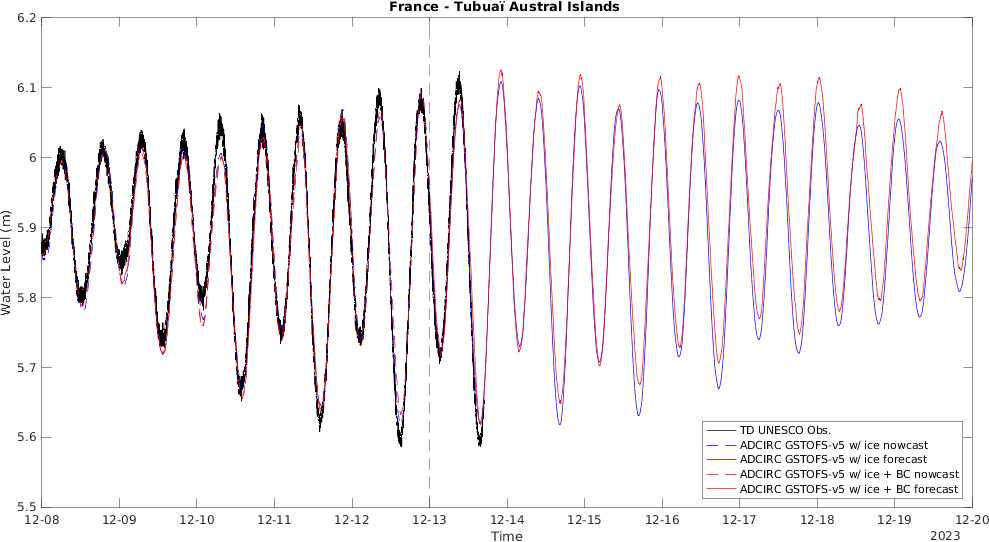 France - Tubuaï Austral Islands
6.2
6.1
6
5.9
5.8
5.7
5.6
5.5
Water Level (m)
TD UNESCO Obs.
ADCIRC GSTOFS-v5 w/ ice nowcast
ADCIRC GSTOFS-v5 w/ ice forecast
ADCIRC GSTOFS-v5 w/ ice + BC nowcast
ADCIRC GSTOFS-v5 w/ ice + BC forecast
12-08 12-09 12-10 12-11 12-12 12-13 12-14 12-15 12-16 12-17 12-18 12-19 12-20
Time
2023